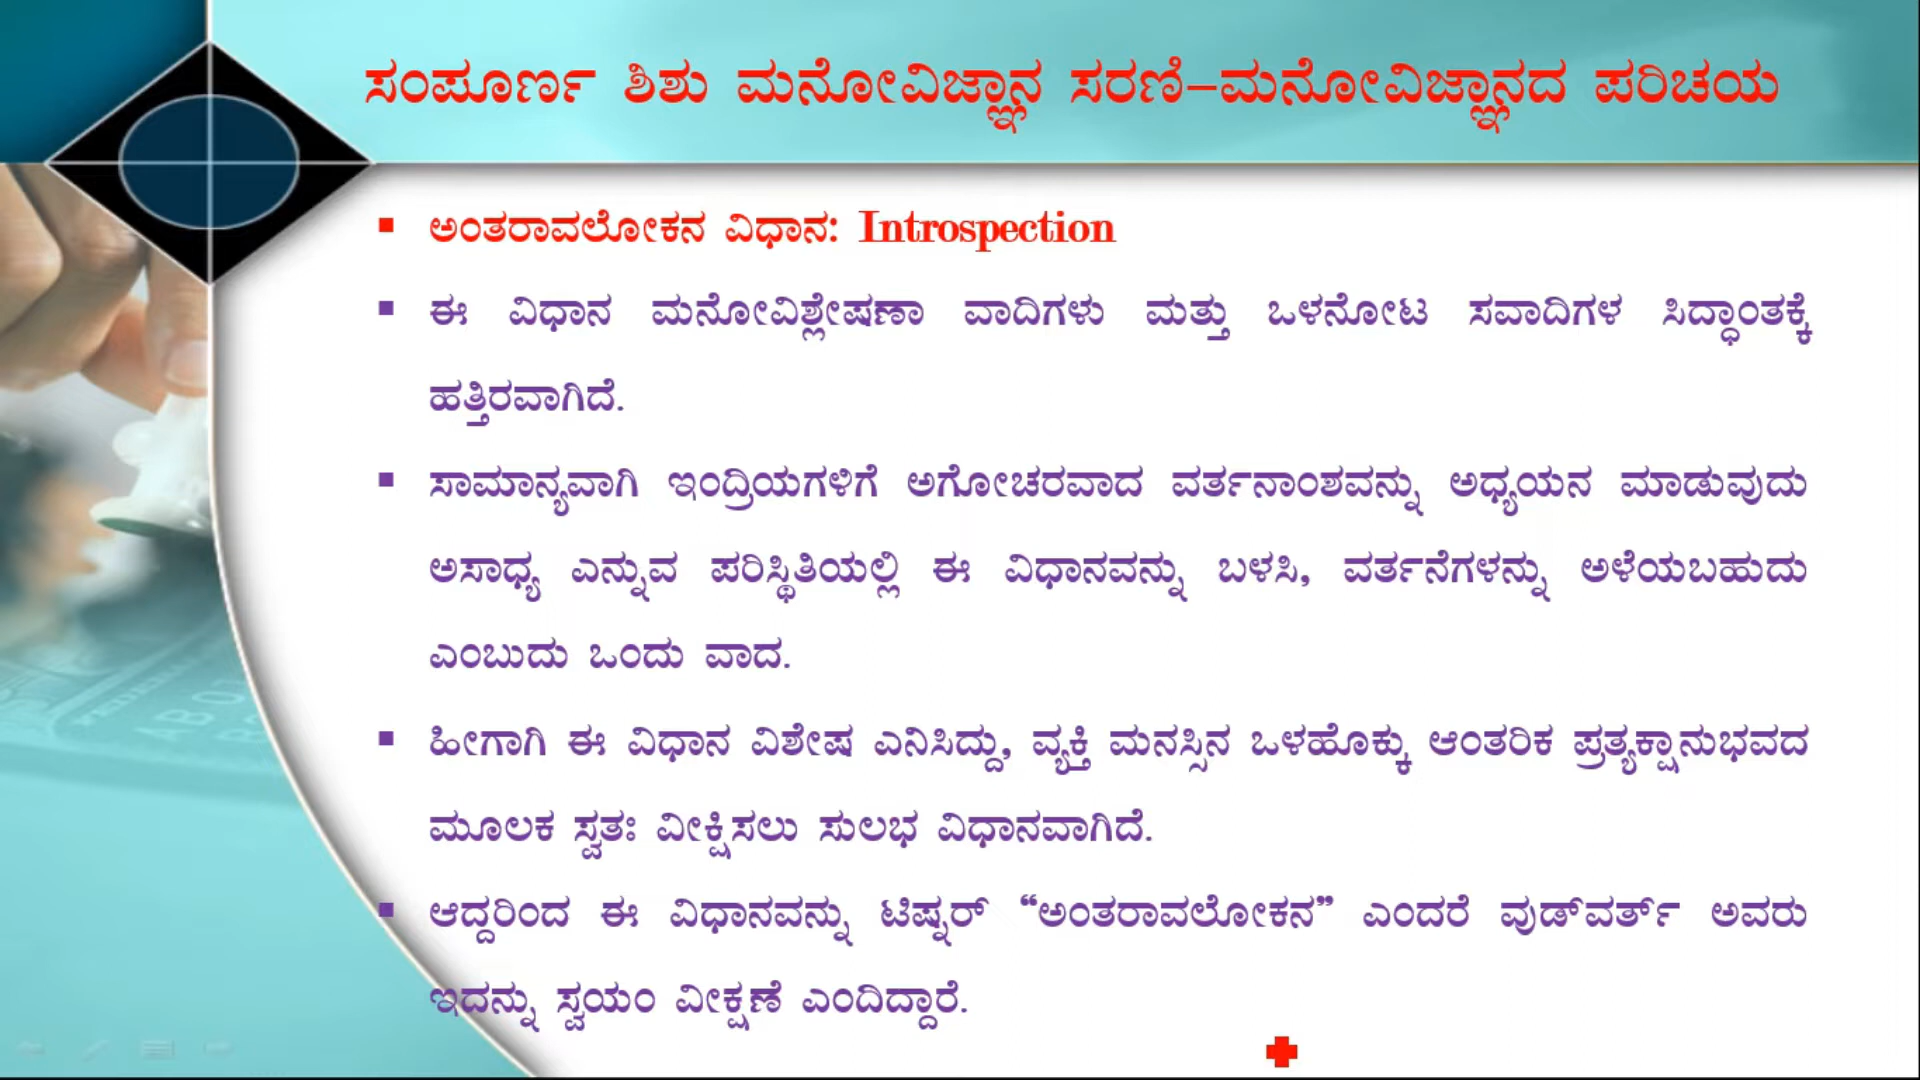 ಸಂಪೂರ್ಣ ಶಿಶು ಮನೋವಿಜ್ಞಾನ ಸರಣಿ–ಮನೋವಿಜ್ಞಾನದ ಪರಿಚಯ
▪ ಅಂತರಾವಲೋಕನ ವಿಧಾನ: Introspection
▪ ಈ ವಿಧಾನ ಮನೋವಿಶ್ಲೇಷಣಾ ವಾದಿಗಳು ಮತ್ತು ಒಳನೋಟ ಸವಾದಿಗಳ ಸಿದ್ಧಾಂತಕ್ಕೆ
ಹತ್ತಿರವಾಗಿದೆ.
▪ ಸಾಮಾನ್ಯವಾಗಿ ಇಂದ್ರಿಯಗಳಿಗೆ ಅಗೋಚರವಾದ ವರ್ತನಾಂಶವನ್ನು ಅಧ್ಯಯನ ಮಾಡುವುದು
ಅಸಾಧ್ಯ ಎನ್ನುವ ಪರಿಸ್ಥಿತಿಯಲ್ಲಿ ಈ ವಿಧಾನವನ್ನು ಬಳಸಿ, ವರ್ತನೆಗಳನ್ನು ಅಳೆಯಬಹುದು
ಎಂಬುದು ಒಂದು ವಾದ.
▪ ಹೀಗಾಗಿ ಈ ವಿಧಾನ ವಿಶೇಷ ಎನಿಸಿದ್ದು, ವ್ಯಕ್ತಿ ಮನಸ್ಸಿನ ಒಳಹೊಕ್ಕು ಆಂತರಿಕ ಪ್ರತ್ಯಕ್ಷಾನುಭವದ
ಮೂಲಕ ಸ್ವತಃ ವೀಕ್ಷಿಸಲು ಸುಲಭ ವಿಧಾನವಾಗಿದೆ.
▪ ಆದ್ದರಿಂದ ಈ ವಿಧಾನವನ್ನು ಟಿಷ್ನರ್ “ಅಂತರಾವಲೋಕನ” ಎಂದರೆ ವುಡ್‌ವರ್ತ್ ಅವರು
ಇದನ್ನು ಸ್ವಯಂ ವೀಕ್ಷಣೆ ಎಂದಿದ್ದಾರೆ.